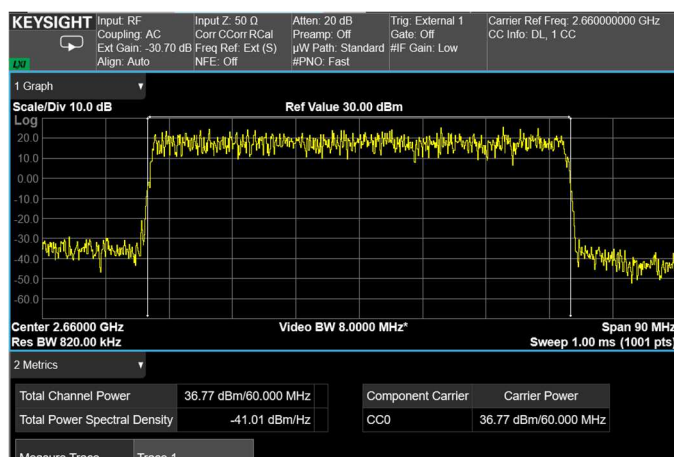 KEYSIGHT Input: RF Input Z: 50 Ω Atten: 20 dB Trig: External 1 Carrier Ref Freq: 2.660000000 GHz
Coupling: AC Corr CCorr RCal Preamp: Off Gate: Off CC Info: DL, 1 CC
Ext Gain: -30.70 dB Freq Ref: Ext (S) µW Path: Standard #IF Gain: Low
LXI Align: Auto NFE: Off #PNO: Fast
1 Graph
Scale/Div 10.0 dB Ref Value 30.00 dBm
Log
20.0
10.0
0.00
-10.0
-20.0
-30.0
-40.0
-50.0
-60.0
Center 2.66000 GHz Video BW 8.0000 MHz* Span 90 MHz
Res BW 820.00 kHz Sweep 1.00 ms (1001 pts)
2 Metrics
Total Channel Power 36.77 dBm/60.000 MHz Component Carrier Carrier Power
Total Power Spectral Density -41.01 dBm/Hz CC0 36.77 dBm/60.000 MHz
Measure Trace Trace 1